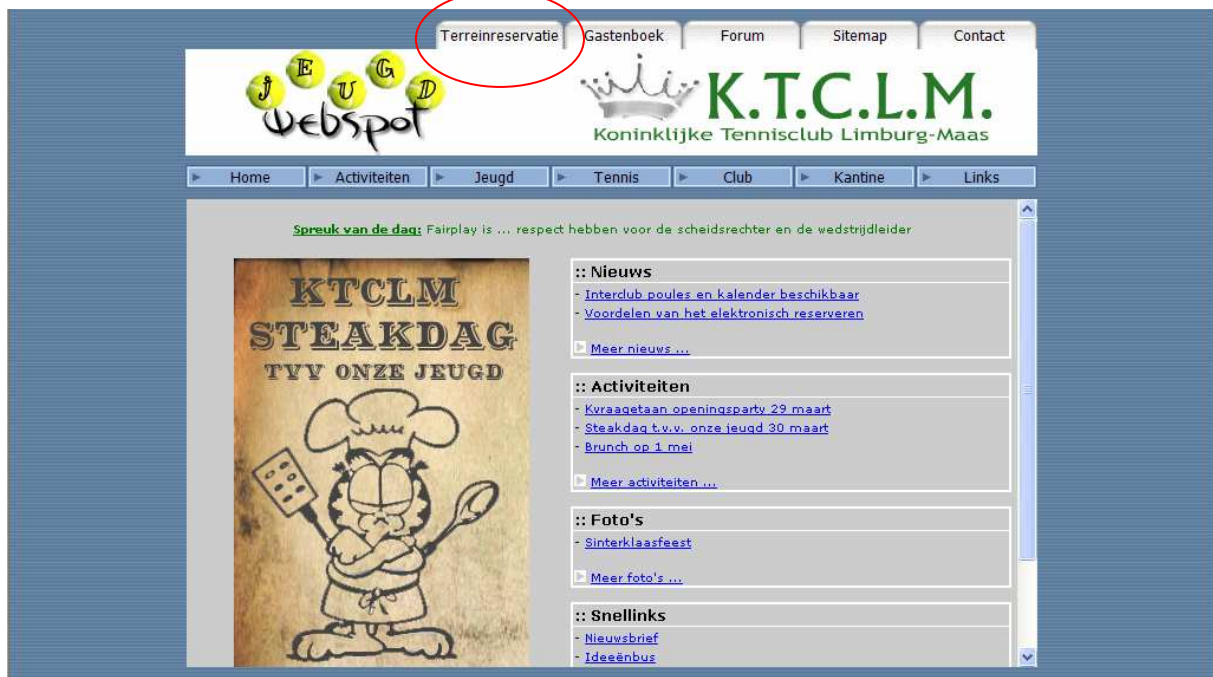 Terreinreservatie Gastenboek Forum Sitemap Contact
JEUGD
webspot
K.T.C.L.M.
Koninklijke Tennisclub Limburg-Maas
Home Activiteiten Jeugd Tennis Club Kantine Links
Spreuk van de dag: Fairplay is ... respect hebben voor de scheidsrechter en de wedstrijdleider
KTCLM
STEAKDAG
TVV ONZE JEUGD
:: Nieuws
- Interclub poules en kalender beschikbaar
- Voordelen van het elektronisch reserveren
Meer nieuws ...
:: Activiteiten
- Kvraagetaan openingsparty 29 maart
- Steakdag t.v.v. onze jeugd 30 maart
- Brunch op 1 mei
Meer activiteiten ...
:: Foto's
- Sinterklaasfeest
Meer foto's ...
:: Snellinks
- Nieuwsbrief
- Ideeënbus